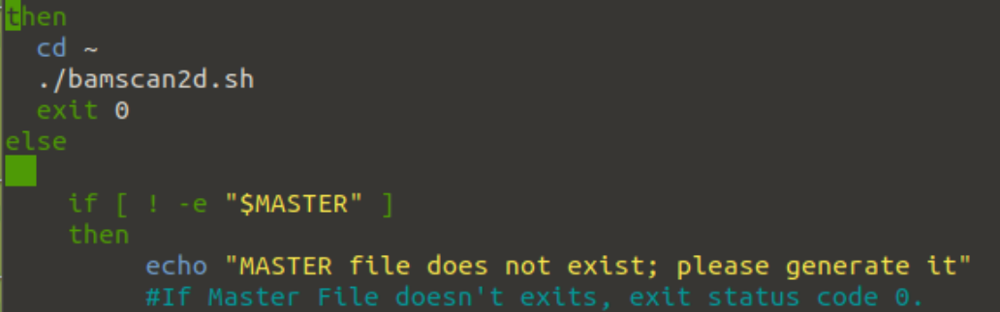 then
  cd ~
  ./bamscan2d.sh
  exit 0
else
    if [ ! -e "$MASTER" ]
    then
         echo "MASTER file does not exist; please generate it"
         #If Master File doesn't exits, exit status code 0.